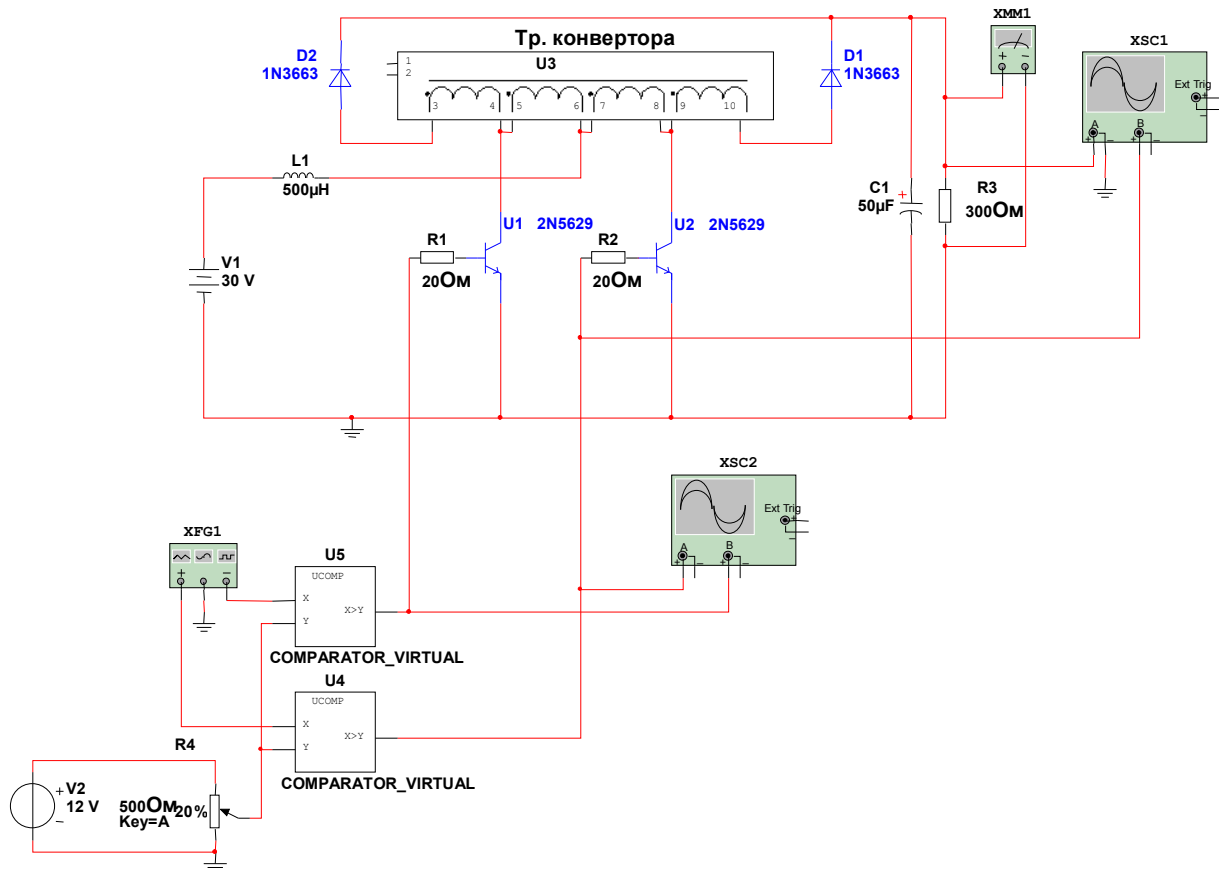 XMM1
XSC1
Тр. конвертора
D2
1N3663
U3
D1
1N3663
1
2
3
4
5
6
7
8
9
10
+
−
Ext Trig
+
−
A
B
+
−
+
−
L1
500µH
C1
50µF
+
R3
300Ом
V1
30 V
R1
20Ом
U1 2N5629
R2
20Ом
U2 2N5629
XSC2
Ext Trig
+
−
A
B
+
−
+
−
XFG1
+
−
U5
UCOMP
X
Y
X>Y
COMPARATOR_VIRTUAL
U4
UCOMP
X
Y
X>Y
COMPARATOR_VIRTUAL
R4
V2
12 V
+
−
500Ом
20%
Key=A